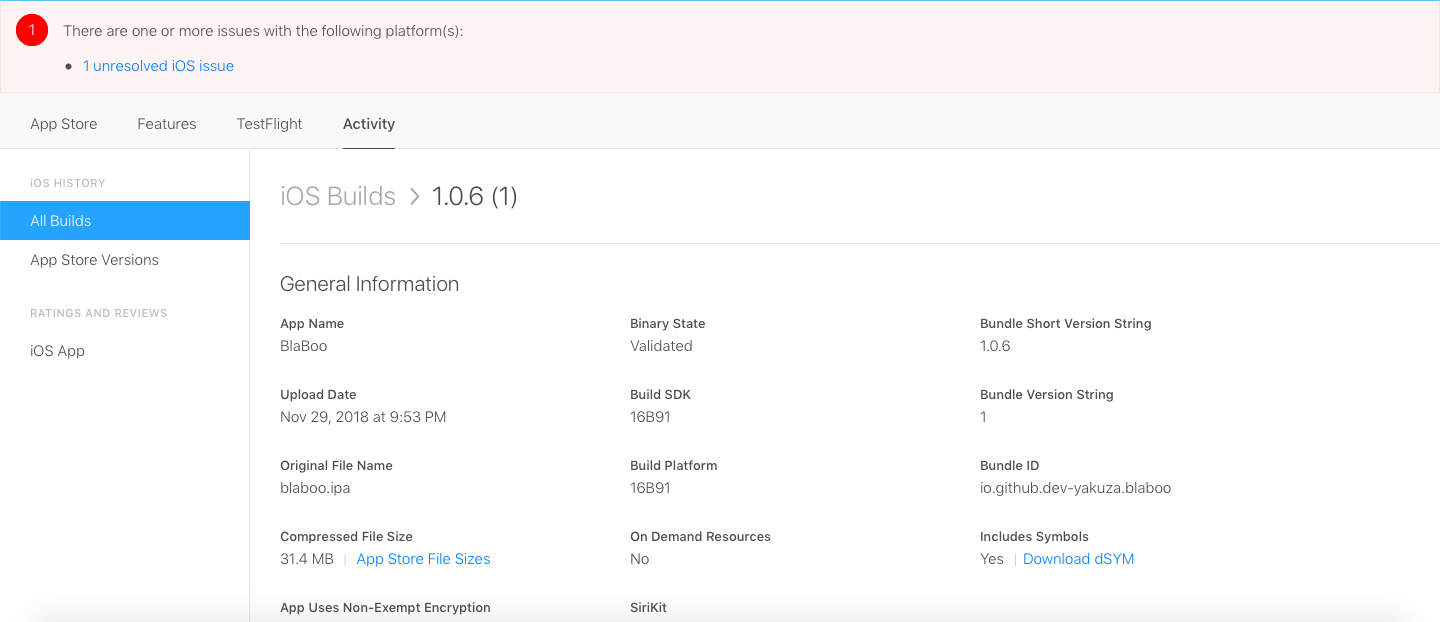 1
There are one or more issues with the following platform(s):
1 unresolved iOS issue
App Store
Features
TestFlight
Activity
iOS HISTORY
All Builds
App Store Versions
RATINGS AND REVIEWS
iOS App
iOS Builds > 1.0.6 (1)
General Information
App Name
BlaBoo
Binary State
Validated
Bundle Short Version String
1.0.6
Upload Date
Nov 29, 2018 at 9:53 PM
Build SDK
16B91
Bundle Version String
1
Original File Name
blaboo.ipa
Build Platform
16B91
Bundle ID
io.github.dev-yakuza.blaboo
Compressed File Size
31.4 MB | App Store File Sizes
On Demand Resources
No
Includes Symbols
Yes | Download dSYM
App Uses Non-Exempt Encryption
SiriKit